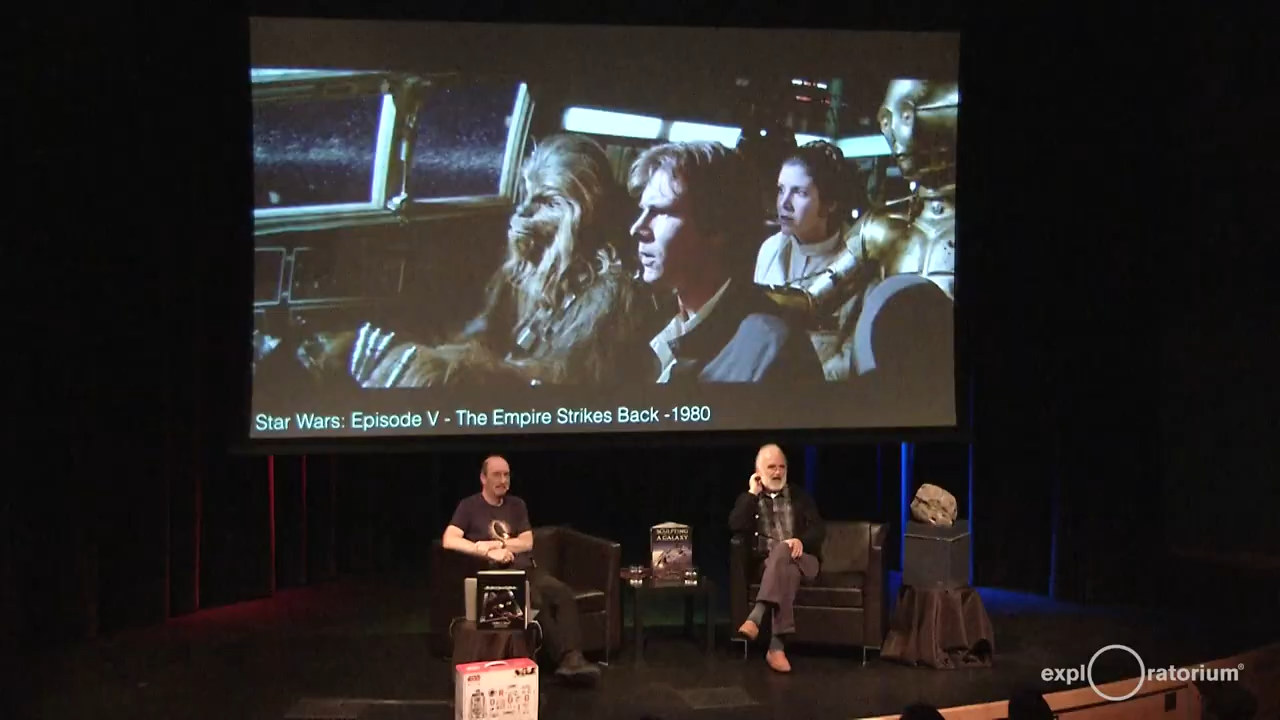 Star Wars: Episode V - The Empire Strikes Back -1980
SCULPTING
A GALAXY
exploratorium®